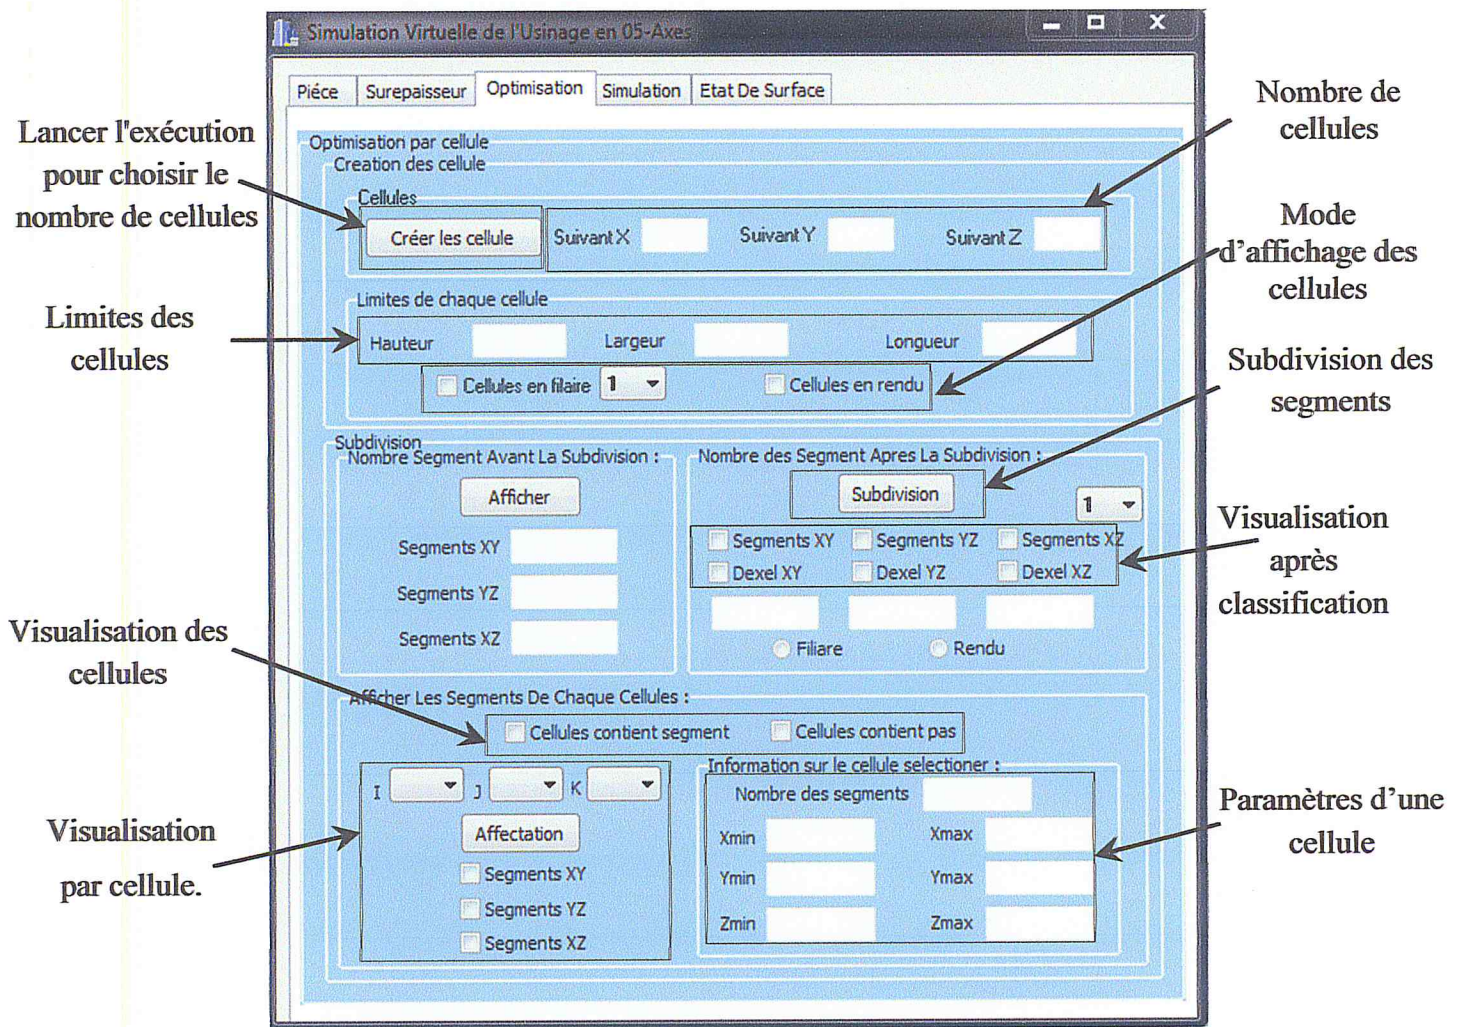 Simulation Virtuelle de l'Usinage en 05-Axes
Piéce Surepaisseur Optimisation Simulation Etat De Surface
Lancer l'exécution
pour choisir le
nombre de cellules
Nombre de
cellules
Optimisation par cellule
Creation des cellule
Cellules
Créer les cellule Suivant X Suivant Y Suivant Z
Mode
d’affichage des
cellules
Limites des
cellules
Limites de chaque cellule
Hauteur Largeur Longueur
Cellules en filaire 1 Cellules en rendu
Subdivision des
segments
Subdivision
Nombre Segment Avant La Subdivision :
Afficher
Segments XY
Segments YZ
Segments XZ
Nombre des Segment Apres La Subdivision :
Subdivision
1
Segments XY Segments YZ Segments XZ
Dexel XY Dexel YZ Dexel XZ
Filiare Rendu
Visualisation
après
classification
Visualisation des
cellules
Afficher Les Segments De Chaque Cellules :
Cellules contient segment Cellules contient pas
I J K
Affectation
Segments XY
Segments YZ
Segments XZ
Visualisation
par cellule.
Information sur le cellule selectioner :
Nombre des segments
Xmin Xmax
Ymin Ymax
Zmin Zmax
Paramètres d’une
cellule